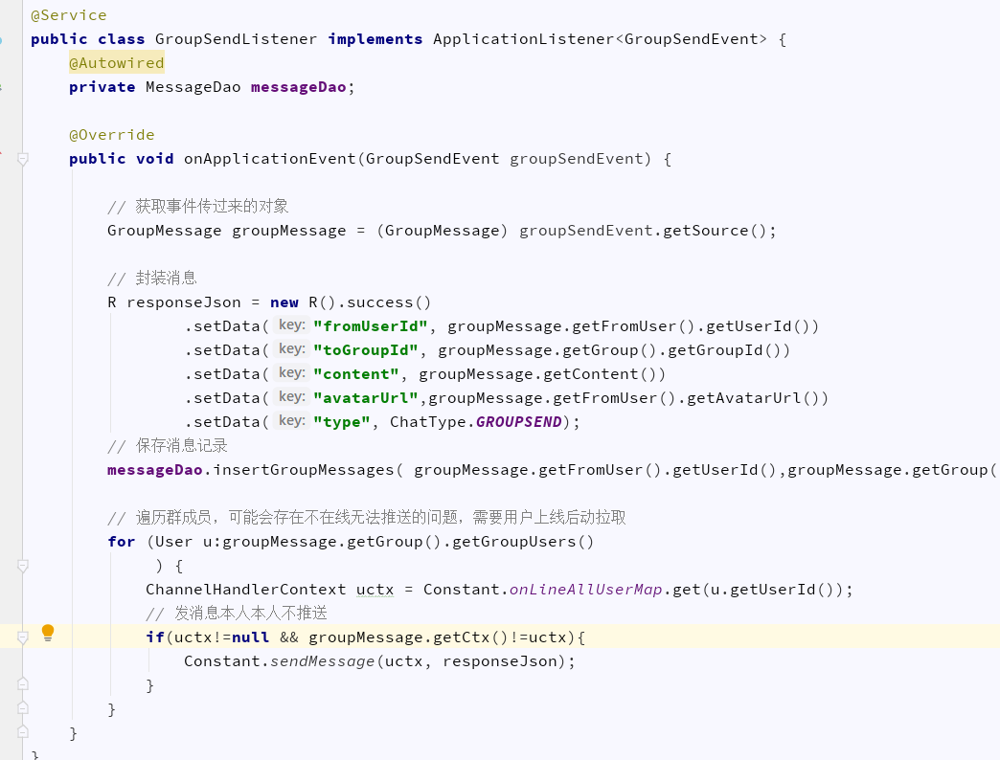 @Service
public class GroupSendListener implements ApplicationListener<GroupSendEvent> {
@Autowired
private MessageDao messageDao;
@Override
public void onApplicationEvent(GroupSendEvent groupSendEvent) {
// 获取事件传过来的对象
GroupMessage groupMessage = (GroupMessage) groupSendEvent.getSource();
// 封装消息
R responseJson = new R().success()
.setData( key: "fromUserId", groupMessage.getFromUser().getUserId())
.setData( key: "toGroupId", groupMessage.getGroup().getGroupId())
.setData( key: "content", groupMessage.getContent())
.setData( key: "avatarUrl",groupMessage.getFromUser().getAvatarUrl())
.setData( key: "type", ChatType.GROUPSEND);
// 保存消息记录
messageDao.insertGroupMessages( groupMessage.getFromUser().getUserId(),groupMessage.getGroup(
// 遍历群成员，可能会存在不在线无法推送的问题，需要用户上线后动拉取
for (User u:groupMessage.getGroup().getGroupUsers()
) {
ChannelHandlerContext uctx = Constant.onLineAllUserMap.get(u.getUserId());
// 发消息本人本人不推送
if(uctx!=null && groupMessage.getCtx()!=uctx){
Constant.sendMessage(uctx, responseJson);
}
}
}
}